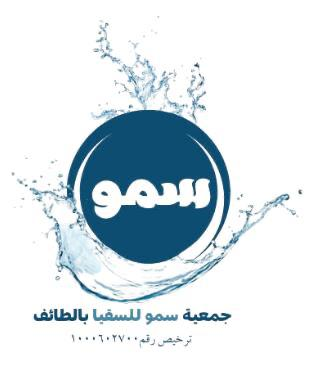 سمو
جمعية سمو للسقيا بالطائف
ترخيص رقم ١٠٠٠٦٠٢٧٠٠